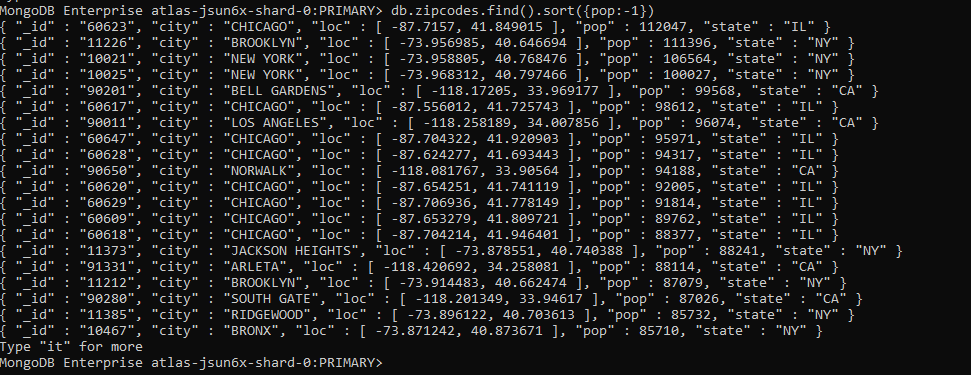 MongoDB Enterprise atlas-jsun6x-shard-0:PRIMARY> db.zipcodes.find().sort({pop:-1})
{ "_id" : "60623", "city" : "CHICAGO", "loc" : [ -87.7157, 41.849015 ], "pop" : 112047, "state" : "IL" }
{ "_id" : "11226", "city" : "BROOKLYN", "loc" : [ -73.956985, 40.646694 ], "pop" : 111396, "state" : "NY" }
{ "_id" : "10021", "city" : "NEW YORK", "loc" : [ -73.958805, 40.768476 ], "pop" : 106564, "state" : "NY" }
{ "_id" : "10025", "city" : "NEW YORK", "loc" : [ -73.968312, 40.797466 ], "pop" : 100027, "state" : "NY" }
{ "_id" : "90201", "city" : "BELL GARDENS", "loc" : [ -118.17205, 33.969177 ], "pop" : 99568, "state" : "CA" }
{ "_id" : "60617", "city" : "CHICAGO", "loc" : [ -87.556012, 41.725743 ], "pop" : 98612, "state" : "IL" }
{ "_id" : "90011", "city" : "LOS ANGELES", "loc" : [ -118.258189, 34.007856 ], "pop" : 96074, "state" : "CA" }
{ "_id" : "60647", "city" : "CHICAGO", "loc" : [ -87.704322, 41.920903 ], "pop" : 95971, "state" : "IL" }
{ "_id" : "60628", "city" : "CHICAGO", "loc" : [ -87.624277, 41.693443 ], "pop" : 94317, "state" : "IL" }
{ "_id" : "90650", "city" : "NORWALK", "loc" : [ -118.081767, 33.90564 ], "pop" : 94188, "state" : "CA" }
{ "_id" : "60620", "city" : "CHICAGO", "loc" : [ -87.654251, 41.741119 ], "pop" : 92005, "state" : "IL" }
{ "_id" : "60629", "city" : "CHICAGO", "loc" : [ -87.706936, 41.778149 ], "pop" : 91814, "state" : "IL" }
{ "_id" : "60609", "city" : "CHICAGO", "loc" : [ -87.653279, 41.809721 ], "pop" : 89762, "state" : "IL" }
{ "_id" : "60618", "city" : "CHICAGO", "loc" : [ -87.704214, 41.946401 ], "pop" : 88377, "state" : "IL" }
{ "_id" : "11373", "city" : "JACKSON HEIGHTS", "loc" : [ -73.878551, 40.740388 ], "pop" : 88241, "state" : "NY" }
{ "_id" : "91331", "city" : "ARLETA", "loc" : [ -118.420692, 34.258081 ], "pop" : 88114, "state" : "CA" }
{ "_id" : "11212", "city" : "BROOKLYN", "loc" : [ -73.914483, 40.662474 ], "pop" : 87079, "state" : "NY" }
{ "_id" : "90280", "city" : "SOUTH GATE", "loc" : [ -118.201349, 33.94617 ], "pop" : 87026, "state" : "CA" }
{ "_id" : "11385", "city" : "RIDGEWOOD", "loc" : [ -73.896122, 40.703613 ], "pop" : 85732, "state" : "NY" }
{ "_id" : "10467", "city" : "BRONX", "loc" : [ -73.871242, 40.873671 ], "pop" : 85710, "state" : "NY" }
Type "it" for more
MongoDB Enterprise atlas-jsun6x-shard-0:PRIMARY>